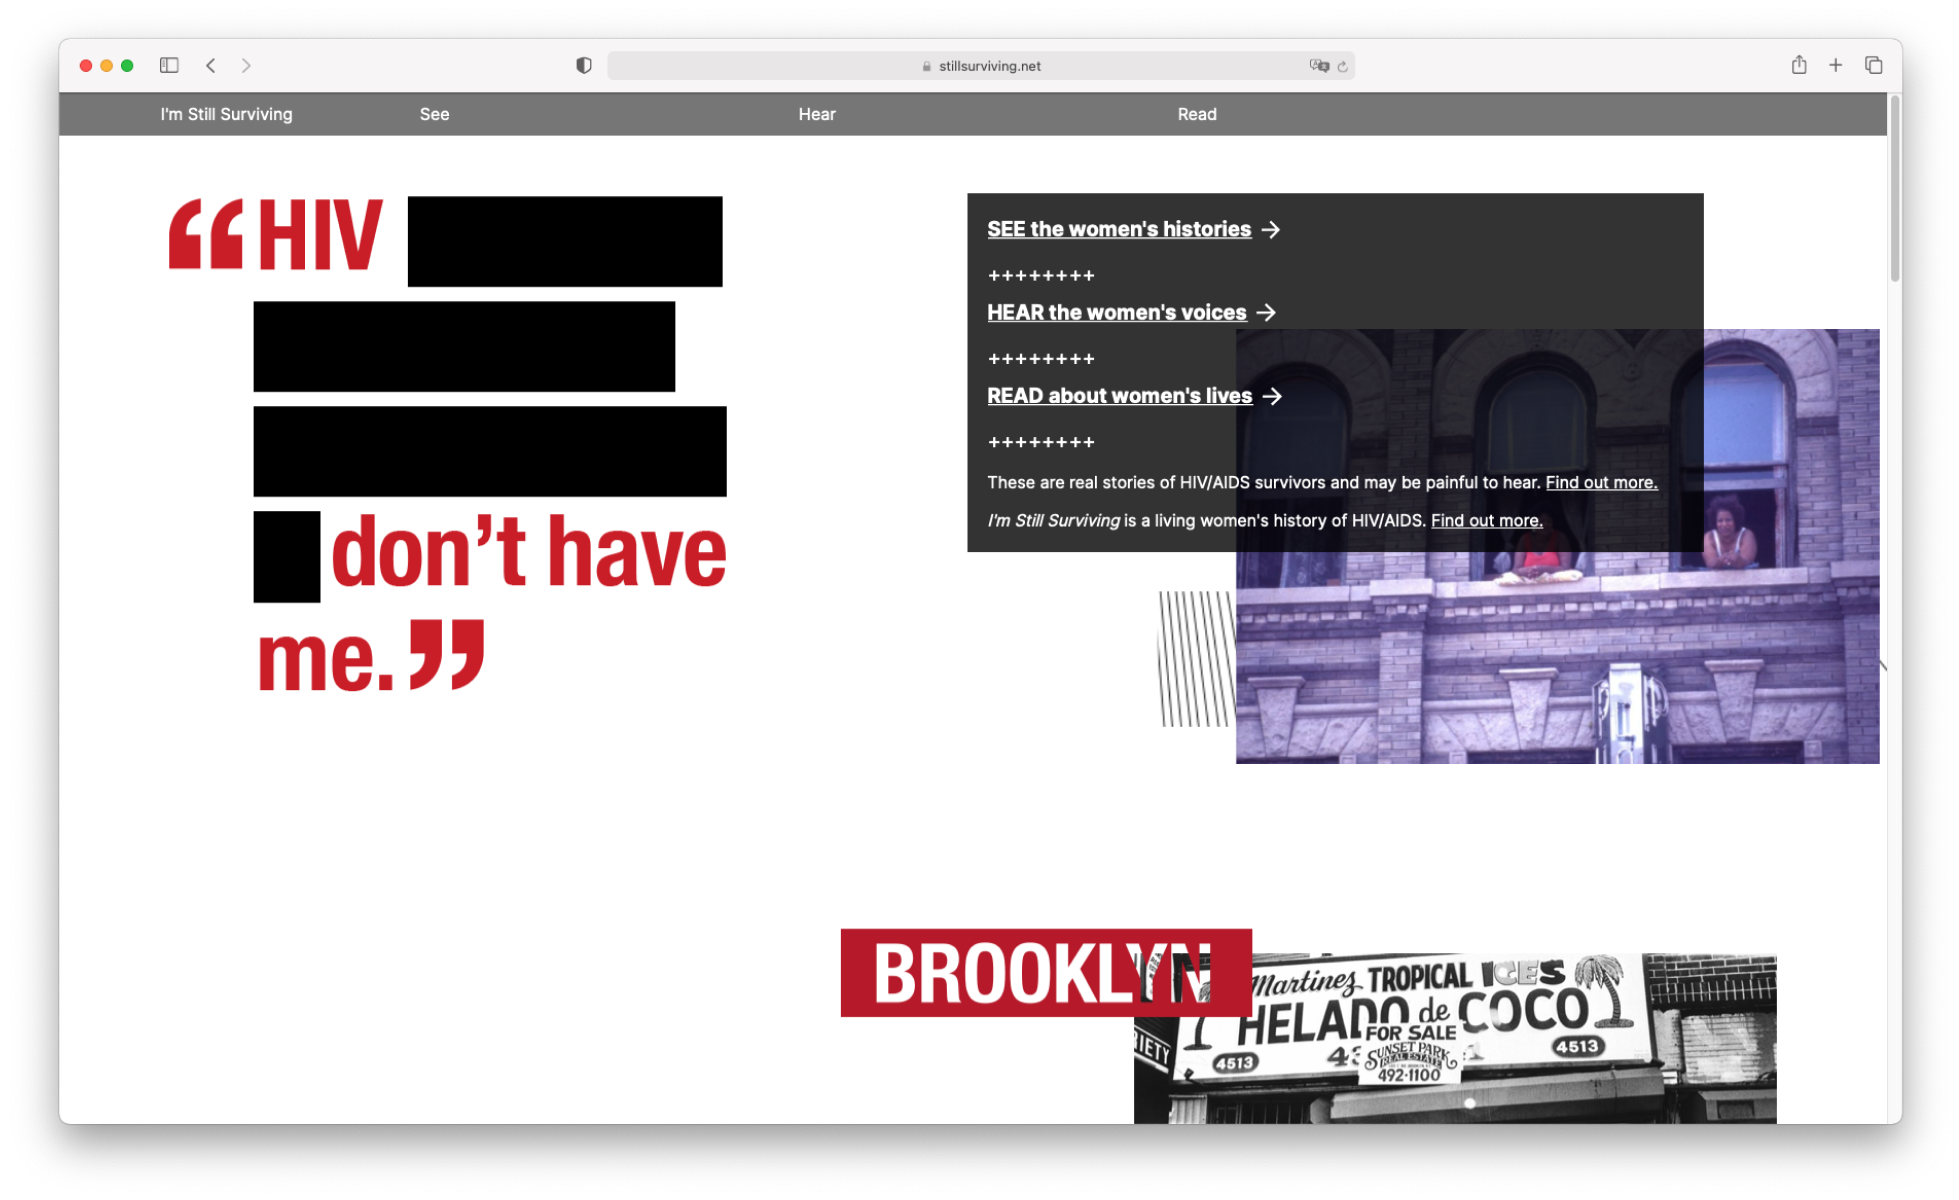 stillsurviving.net
I'm Still Surviving See Hear Read
“HIV
don’t have
me.”
SEE the women's histories →
++++++++
HEAR the women's voices →
++++++++
READ about women's lives →
++++++++
These are real stories of HIV/AIDS survivors and may be painful to hear. Find out more.
I'm Still Surviving is a living women's history of HIV/AIDS. Find out more.
BROOKLYN
Martinez TROPICAL ICES
HELADO de COCO
FOR SALE
SUNSET PARK
REAL ESTATE
492-1100
4513
4513